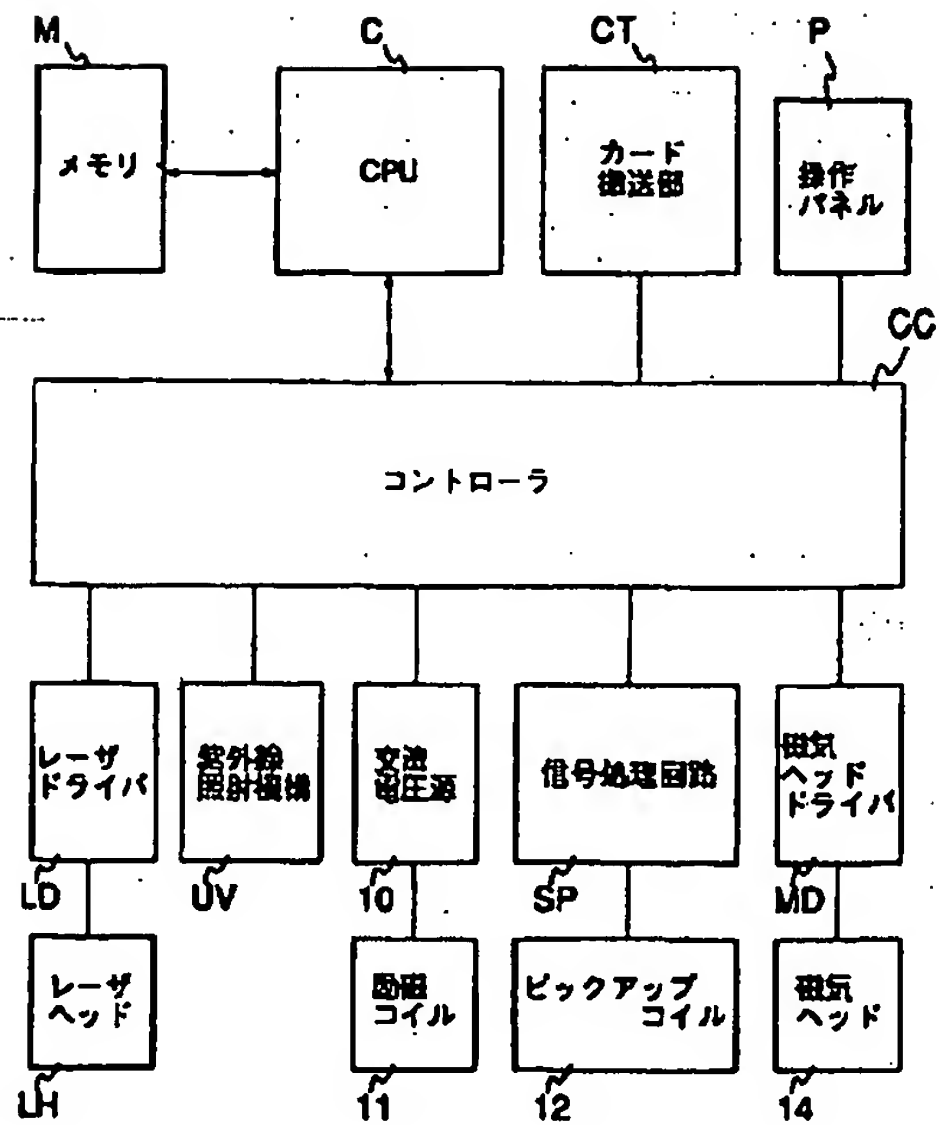 M
C
CT
P
メモリ
CPU
カード
搬送部
操作
パネル
CC
コントローラ
レーザ
ドライバ
紫外線
照射機構
交流
電圧源
信号処理回路
磁気
ヘッド
ドライバ
LD
UV
10
SP
MD
レーザ
ヘッド
励磁
コイル
ピックアップ
コイル
磁気
ヘッド
LH
11
12
14